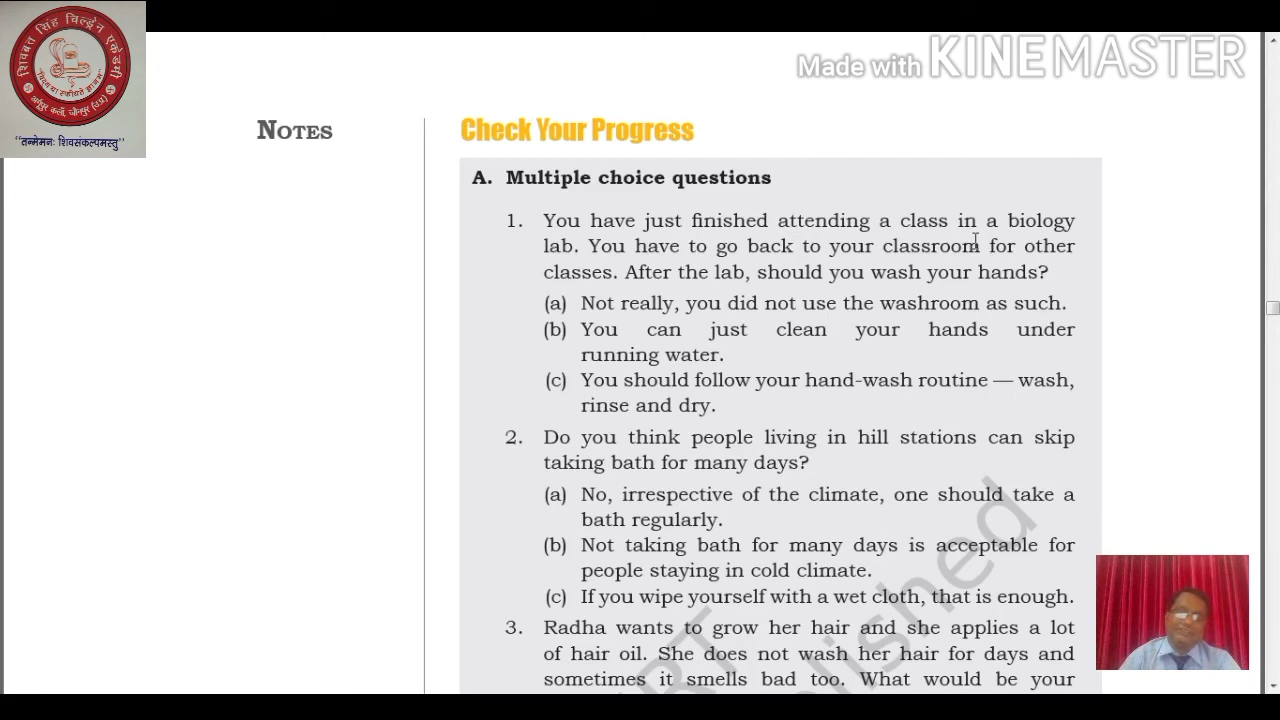 शिवब्रत सिंह चिल्ड्रेन एकेडमी
"विद्यया
"तन्मेमनः शिवसंकल्पमस्तु"
Made with KINEMASTER
NOTES
Check Your Progress
A. Multiple choice questions
1. You have just finished attending a class in a biology
lab. You have to go back to your classroom for other
classes. After the lab, should you wash your hands?
(a) Not really, you did not use the washroom as such.
(b) You can just clean your hands under
running water.
(c) You should follow your hand-wash routine — wash,
rinse and dry.
2. Do you think people living in hill stations can skip
taking bath for many days?
(a) No, irrespective of the climate, one should take a
bath regularly.
(b) Not taking bath for many days is acceptable for
people staying in cold climate.
(c) If you wipe yourself with a wet cloth, that is enough.
3. Radha wants to grow her hair and she applies a lot
of hair oil. She does not wash her hair for days and
sometimes it smells bad too. What would be your